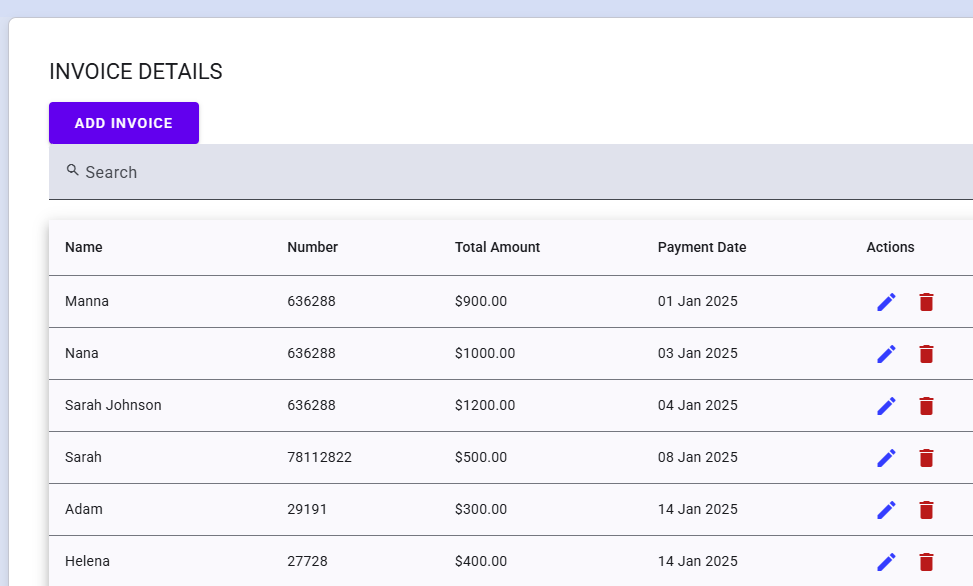 INVOICE DETAILS
ADD INVOICE
Search
Name Number Total Amount Payment Date Actions
Manna 636288 $900.00 01 Jan 2025
Nana 636288 $1000.00 03 Jan 2025
Sarah Johnson 636288 $1200.00 04 Jan 2025
Sarah 78112822 $500.00 08 Jan 2025
Adam 29191 $300.00 14 Jan 2025
Helena 27728 $400.00 14 Jan 2025